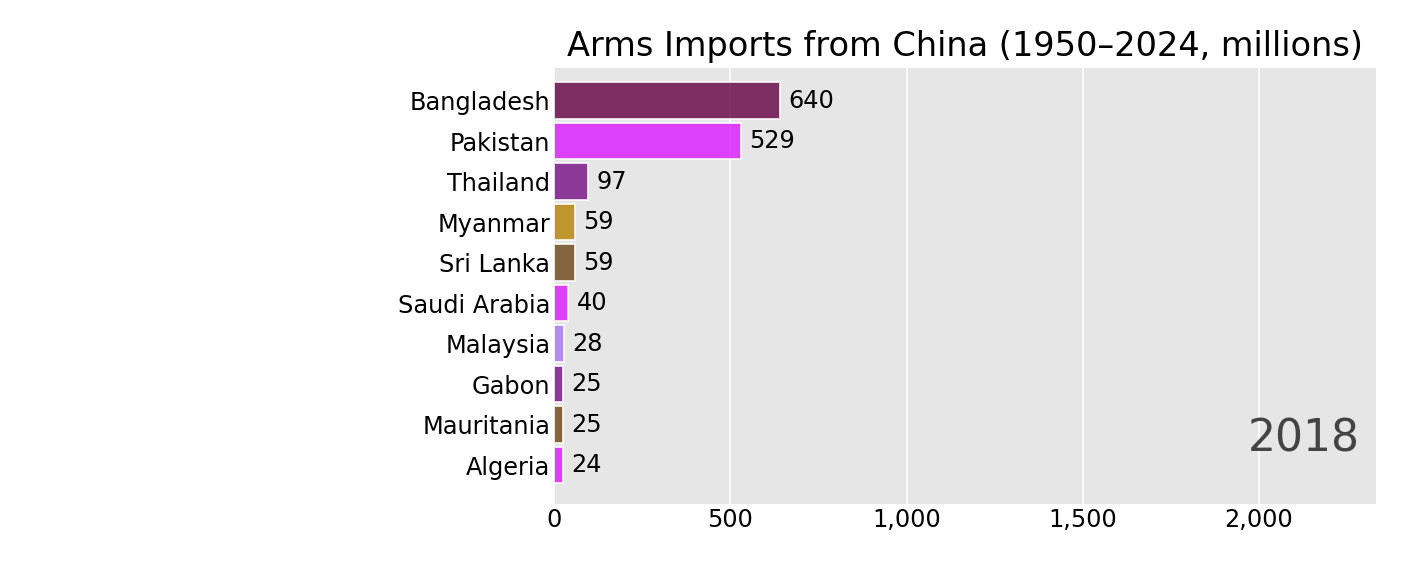 Arms Imports from China (1950–2024, millions)
Bangladesh 640
Pakistan 529
Thailand 97
Myanmar 59
Sri Lanka 59
Saudi Arabia 40
Malaysia 28
Gabon 25
Mauritania 25
Algeria 24
2018
0 500 1,000 1,500 2,000